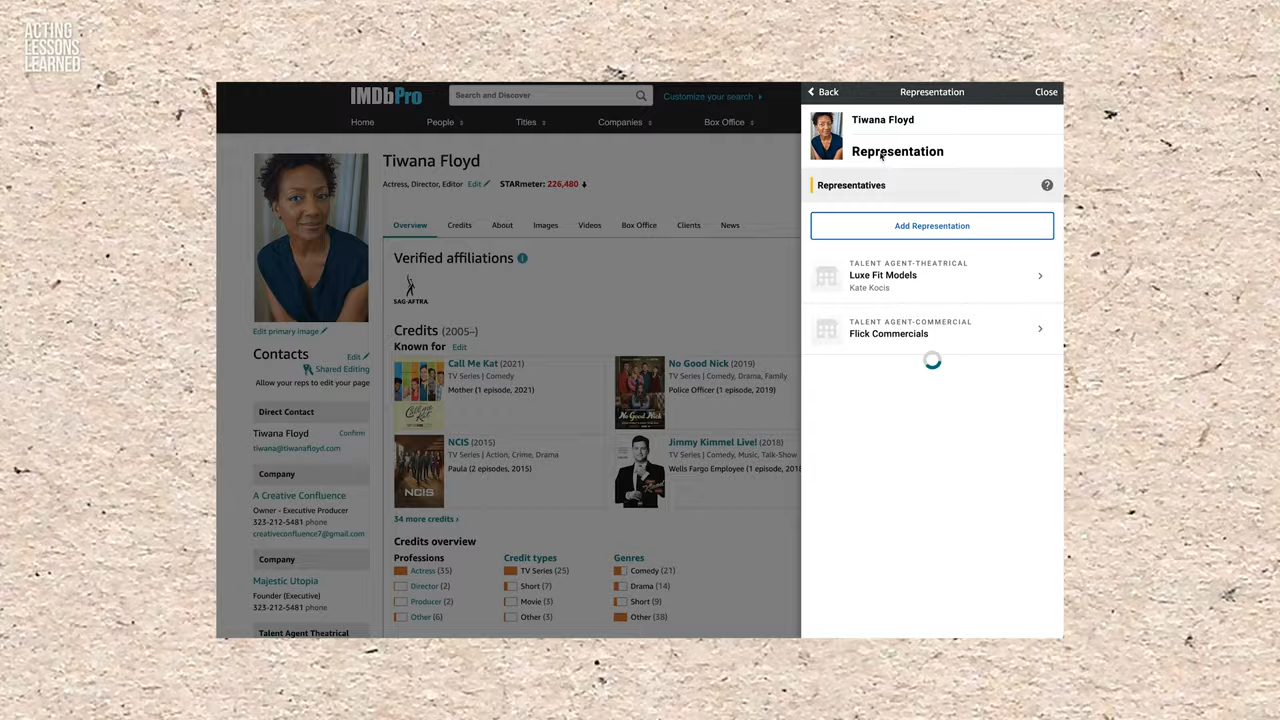 ACTING
LESSONS
LEARNED
IMDbPro
Search and Discover
Customize your search
Home
People
Titles
Companies
Box Office
Tiwana Floyd
Actress, Director, Editor Edit STARmeter: 226,480
Overview
Credits
About
Images
Videos
Box Office
Clients
News
Edit primary image
Contacts
Edit
Shared Editing
Allow your reps to edit your page
Direct Contact
Tiwana Floyd Confirm
tiwana@tiwanafloyd.com
Company
A Creative Confluence
Owner - Executive Producer
323-212-5481 phone
creativeconfluence7@gmail.com
Company
Majestic Utopia
Founder (Executive)
323-212-5481 phone
Talent Agent Theatrical
Verified affiliations
SAG-AFTRA.
Credits (2005–)
Known for Edit
Call Me Kat (2021)
TV Series | Comedy
Mother (1 episode, 2021)
No Good Nick (2019)
TV Series | Comedy, Drama, Family
Police Officer (1 episode, 2019)
No Good Nick
NCIS (2015)
TV Series | Action, Crime, Drama
Paula (2 episodes, 2015)
NCIS
Jimmy Kimmel Live! (2018)
TV Series | Comedy, Music, Talk-Show
Wells Fargo Employee (1 episode, 2018
34 more credits
Credits overview
Professions
Actress (35)
Director (2)
Producer (2)
Other (6)
Credit types
TV Series (25)
Short (7)
Movie (3)
Other (3)
Genres
Comedy (21)
Drama (14)
Short (9)
Other (38)
Back
Representation
Close
Tiwana Floyd
Representation
Representatives
?
Add Representation
TALENT AGENT-THEATRICAL
Luxe Fit Models
Kate Kocis
TALENT AGENT-COMMERCIAL
Flick Commercials